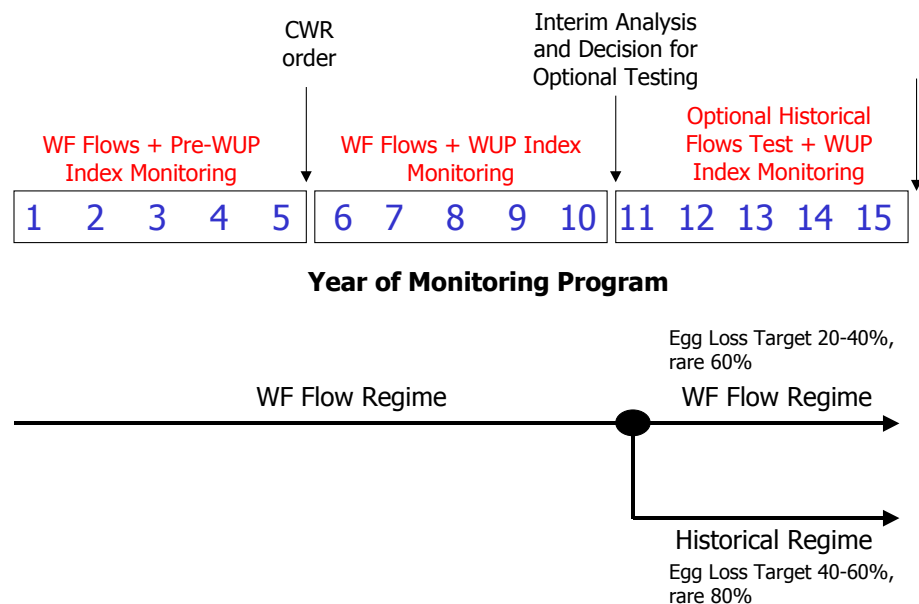 CWR
order
Interim Analysis
and Decision for
Optional Testing
WF Flows + Pre-WUP
Index Monitoring
WF Flows + WUP Index
Monitoring
Optional Historical
Flows Test + WUP
Index Monitoring
1 2 3 4 5 6 7 8 9 10 11 12 13 14 15
Year of Monitoring Program
Egg Loss Target 20-40%,
rare 60%
WF Flow Regime
WF Flow Regime
Historical Regime
Egg Loss Target 40-60%,
rare 80%